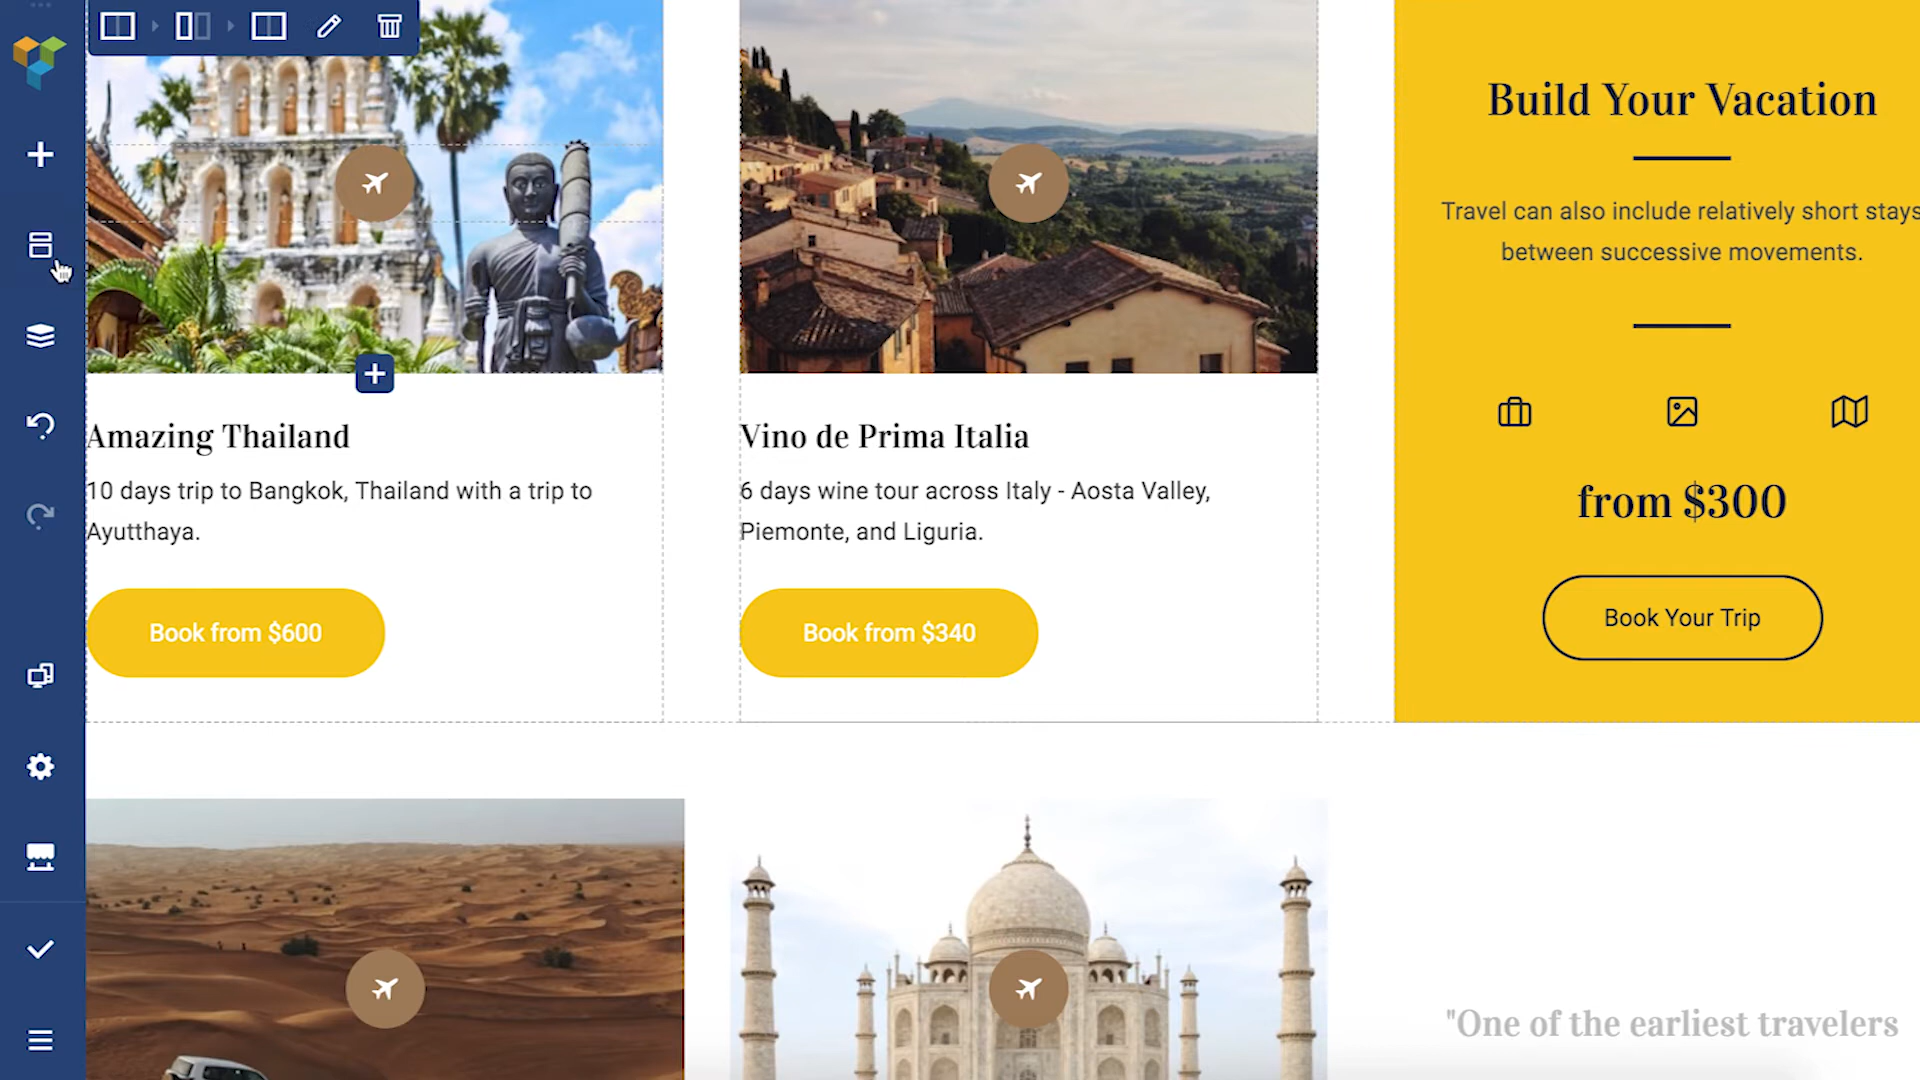 Amazing Thailand
10 days trip to Bangkok, Thailand with a trip to
Ayutthaya.
Book from $600
Vino de Prima Italia
6 days wine tour across Italy - Aosta Valley,
Piemonte, and Liguria.
Book from $340
Build Your Vacation
Travel can also include relatively short stays
between successive movements.
from $300
Book Your Trip
"One of the earliest travelers